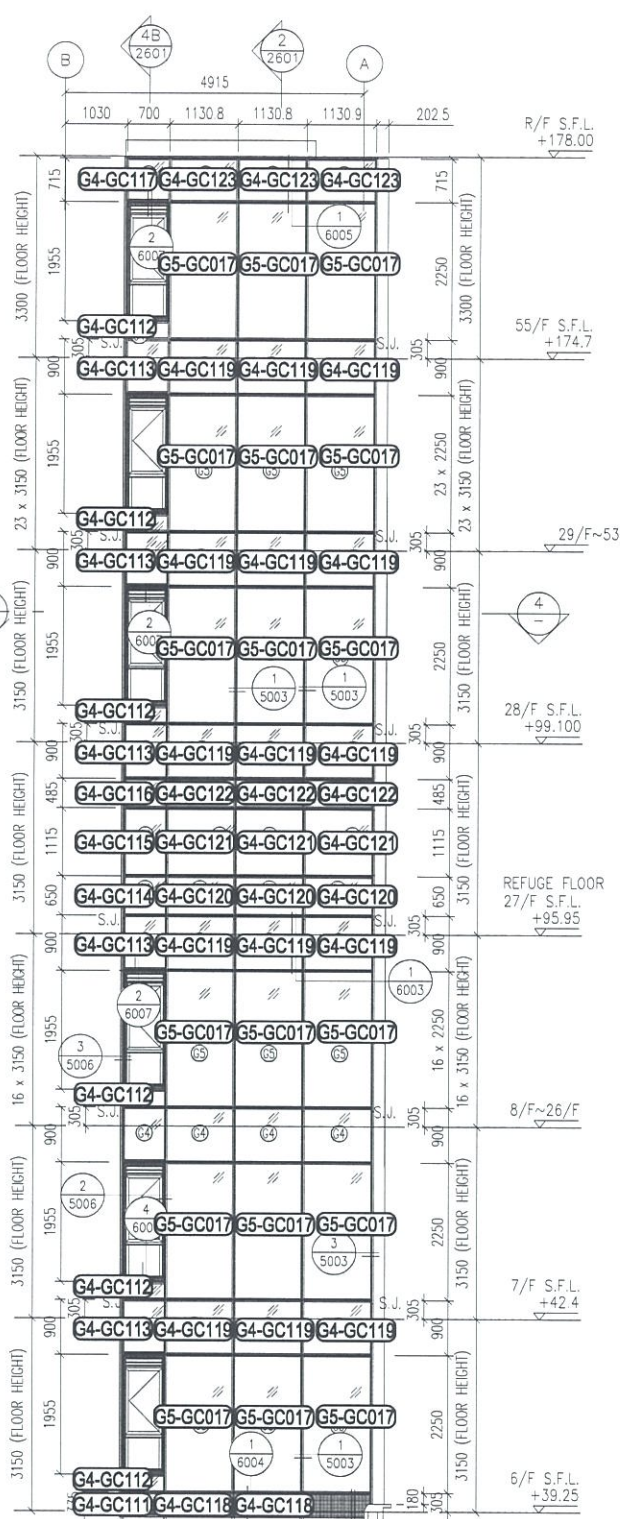 4B
2601
2
2601
B
A
4915
1030 700 1130.8 1130.8 1130.9 202.5
R/F S.F.L.
+178.00
715 G4-GC117 G4-GC123 G4-GC123 G4-GC123 715
1
6005
2
6007
3300 (FLOOR HEIGHT) 1955 G5-GC017 G5-GC017 G5-GC017 2250 3300 (FLOOR HEIGHT)
G4-GC112
305 S.J. S.J. 305
55/F S.F.L.
+174.7
900 G4-GC113 G4-GC119 G4-GC119 G4-GC119 900
23 x 3150 (FLOOR HEIGHT) 1955 G5-GC017 G5-GC017 G5-GC017 23 x 2250 23 x 3150 (FLOOR HEIGHT)
G5 G5 G5
G4-GC112
305 S.J. S.J. 305
29/F~53
900 G4-GC113 G4-GC119 G4-GC119 G4-GC119 900
2
6007
4
–
3150 (FLOOR HEIGHT) 1955 G5-GC017 G5-GC017 G5-GC017 2250 3150 (FLOOR HEIGHT)
1
5003
1
5003
G4-GC112
305 S.J. S.J. 305
28/F S.F.L.
+99.100
900 G4-GC113 G4-GC119 G4-GC119 G4-GC119 900
485 G4-GC116 G4-GC122 G4-GC122 G4-GC122 485
3150 (FLOOR HEIGHT) 1115 G4-GC115 G4-GC121 G4-GC121 G4-GC121 1115 3150 (FLOOR HEIGHT)
650 G4-GC114 G4-GC120 G4-GC120 G4-GC120 650
REFUGE FLOOR
27/F S.F.L.
+95.95
305 S.J. S.J. 305
900 G4-GC113 G4-GC119 G4-GC119 G4-GC119 900
1
6003
2
6007
16 x 3150 (FLOOR HEIGHT) 1955 G5-GC017 G5-GC017 G5-GC017 16 x 2250 16 x 3150 (FLOOR HEIGHT)
3
5006
G5 G5 G5
G4-GC112
305 S.J. S.J. 305
8/F~26/F
900 G4 G4 G4 G4 900
2
5006
4
3150 (FLOOR HEIGHT) 1955 G5-GC017 G5-GC017 G5-GC017 2250 3150 (FLOOR HEIGHT)
3
5003
G4-GC112
305 S.J. S.J. 305
7/F S.F.L.
+42.4
900 G4-GC113 G4-GC119 G4-GC119 G4-GC119 900
3150 (FLOOR HEIGHT) 1955 G5-GC017 G5-GC017 G5-GC017 2250 3150 (FLOOR HEIGHT)
1
6004
1
5003
G4-GC112
6/F S.F.L.
+39.25
G4-GC111 G4-GC118 G4-GC118 180
305